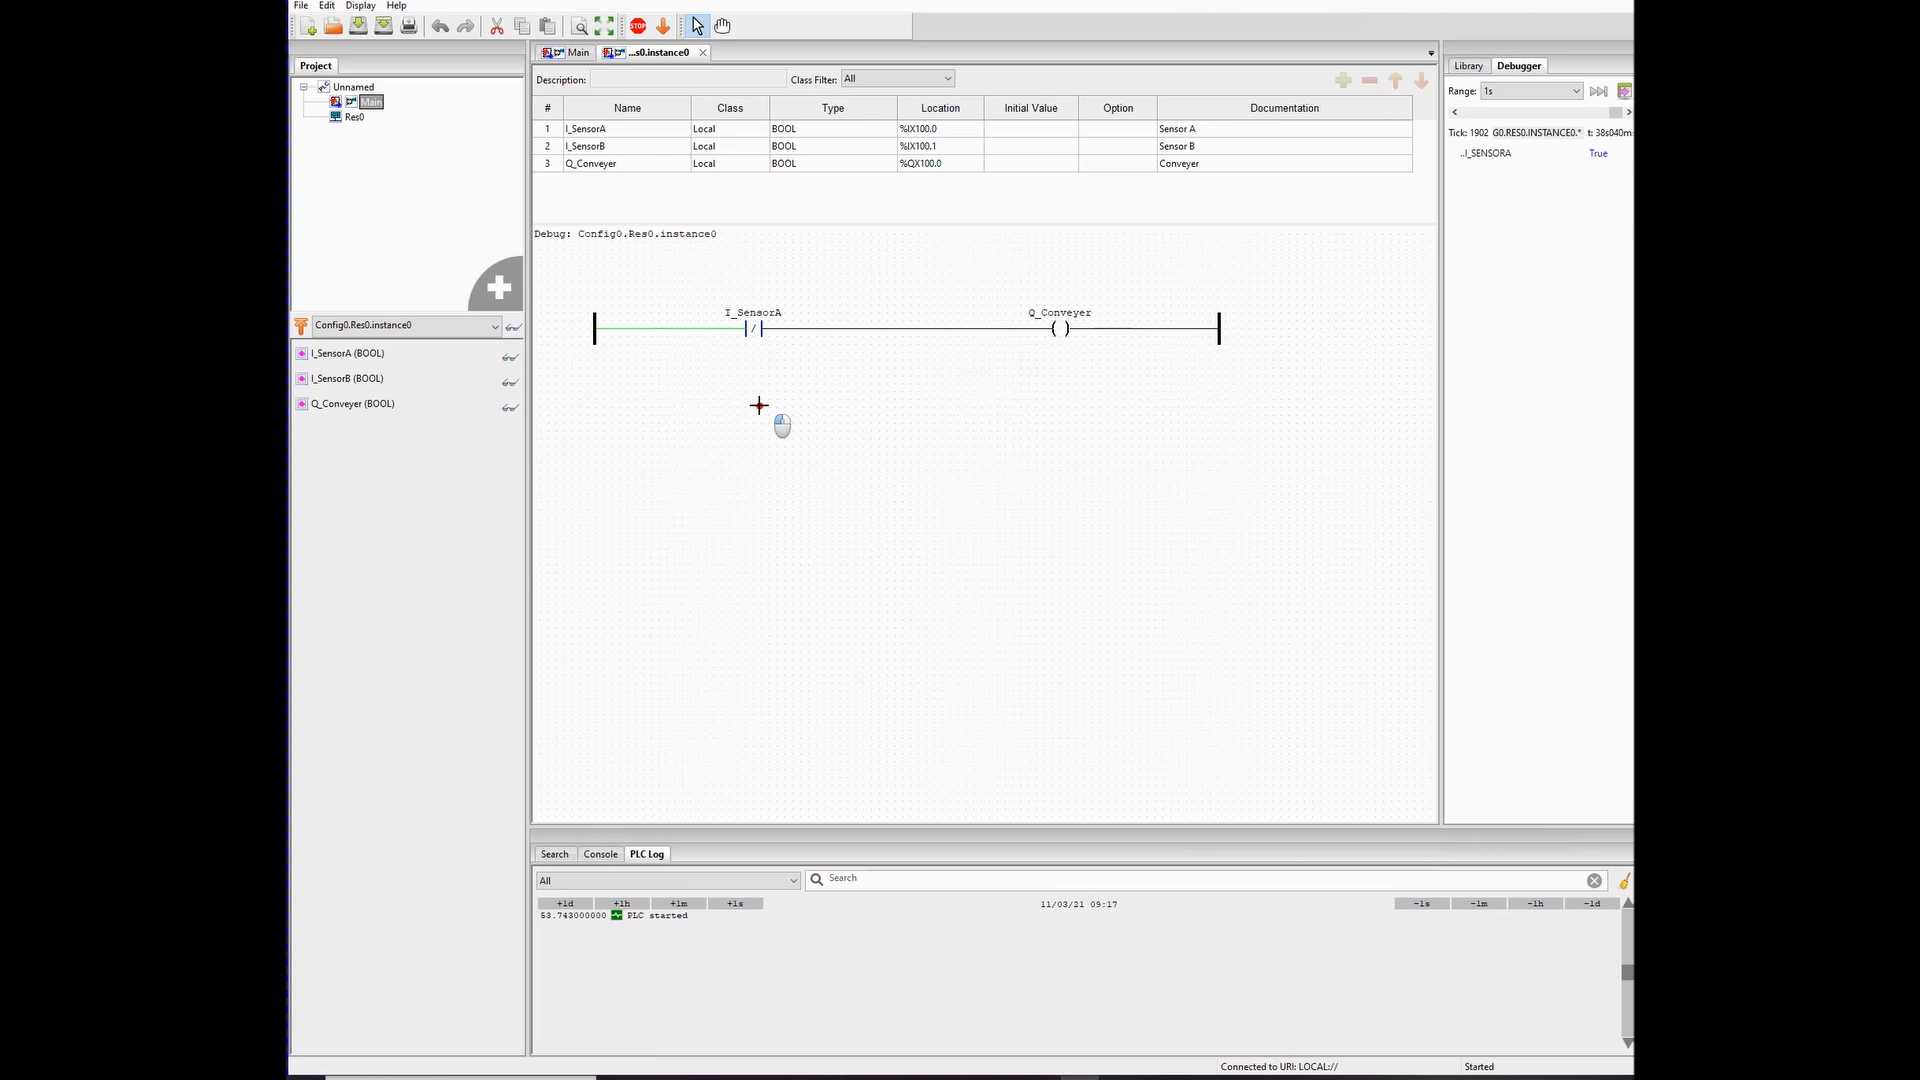 File Edit Display Help
Project
Unnamed
Main
Res0
Config0.Res0.instance0
I_SensorA (BOOL)
I_SensorB (BOOL)
Q_Conveyer (BOOL)
Main ...s0.instance0
Description: Class Filter: All
# Name Class Type Location Initial Value Option Documentation
1 I_SensorA Local BOOL %IX100.0 Sensor A
2 I_SensorB Local BOOL %IX100.1 Sensor B
3 Q_Conveyer Local BOOL %QX100.0 Conveyer
Debug: Config0.Res0.instance0
I_SensorA Q_Conveyer
Library Debugger
Range: 1s
Tick: 1902 G0.RES0.INSTANCE0.* t: 38s040m
..I_SENSORA True
STOP
Search Console PLC Log
All Search
+1d +1h +1m +1s 11/03/21 09:17 -1s -1m -1h -1d
53.743000000 PLC started
Connected to URI: LOCAL:// Started